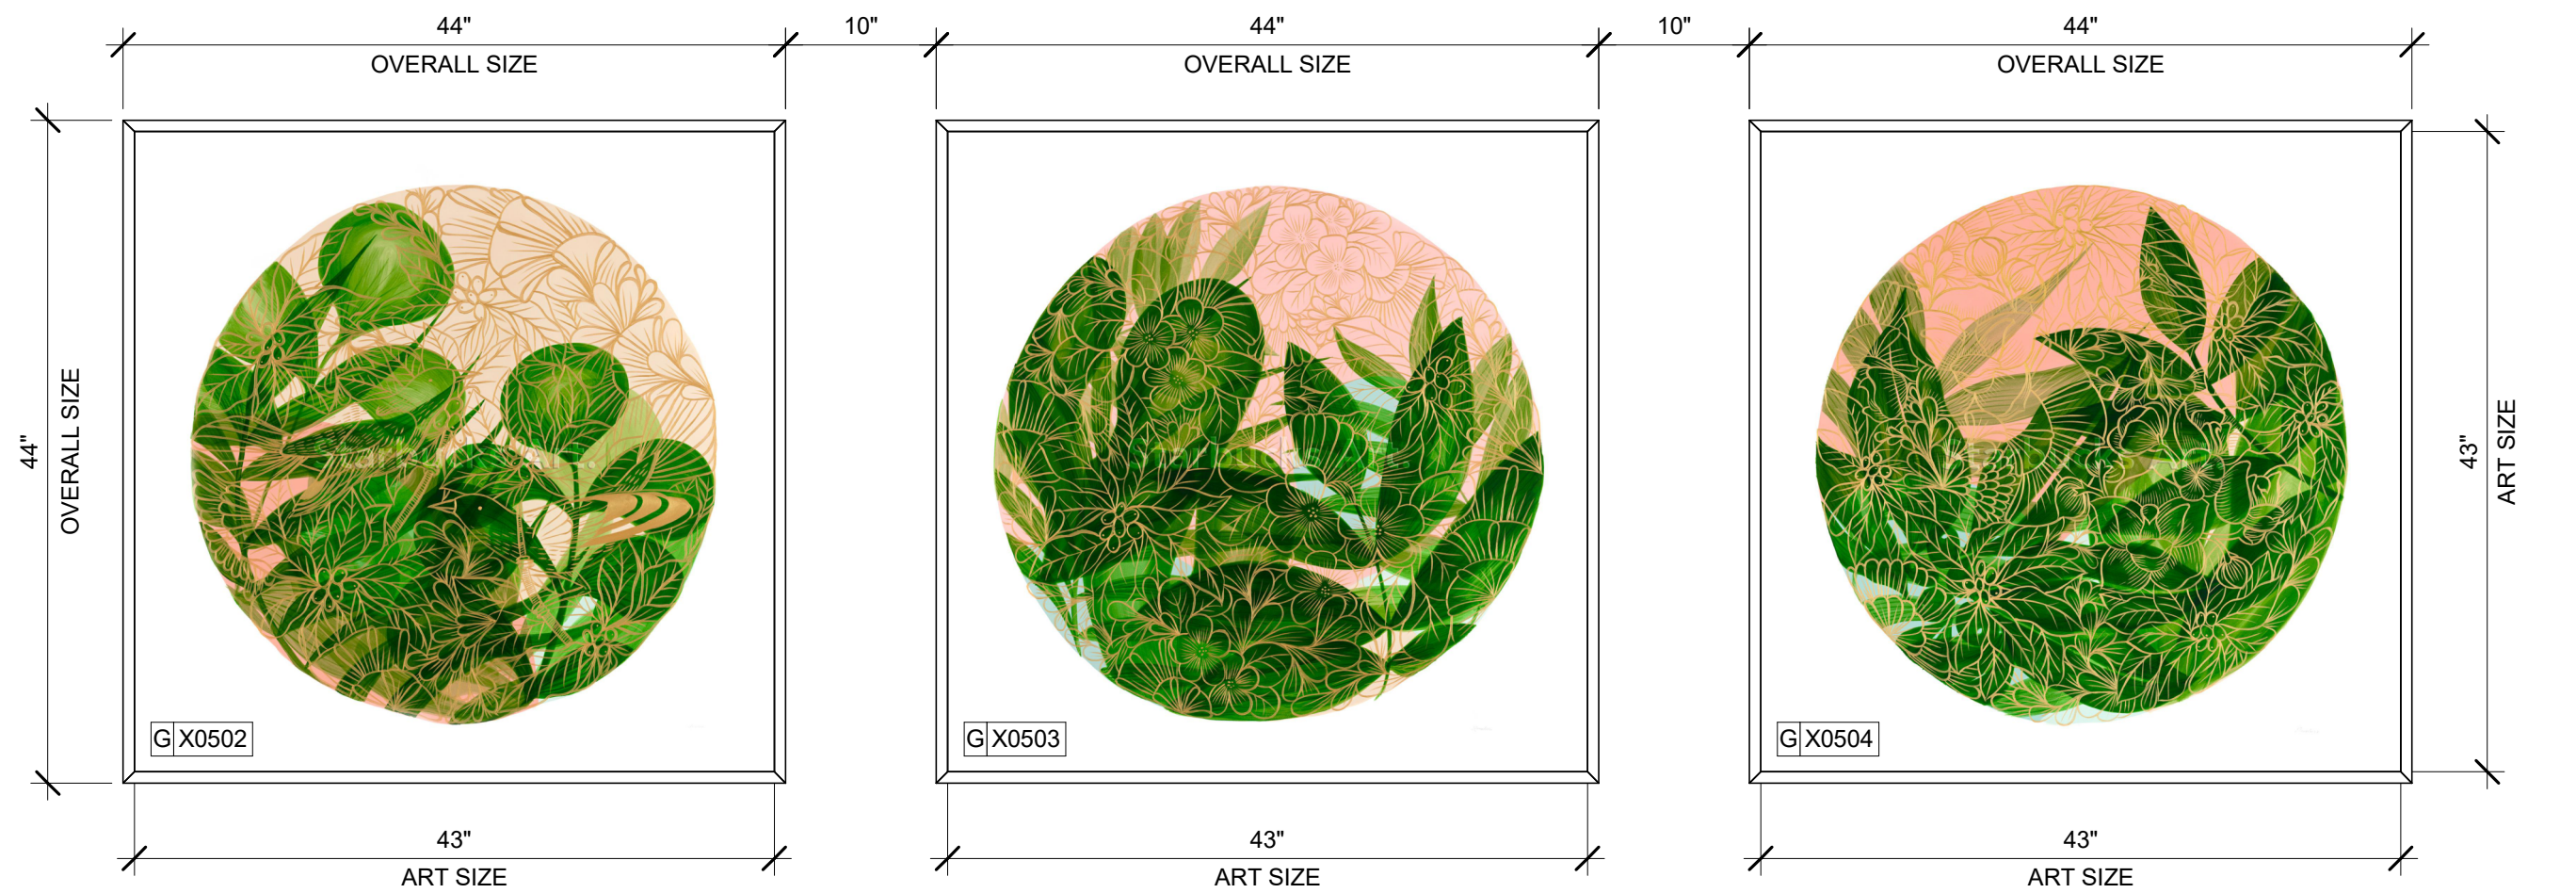 44"
OVERALL SIZE
10"
44"
OVERALL SIZE
10"
44"
OVERALL SIZE
44"
OVERALL SIZE
43"
ART SIZE
G X0502
G X0503
G X0504
43"
ART SIZE
43"
ART SIZE
43"
ART SIZE